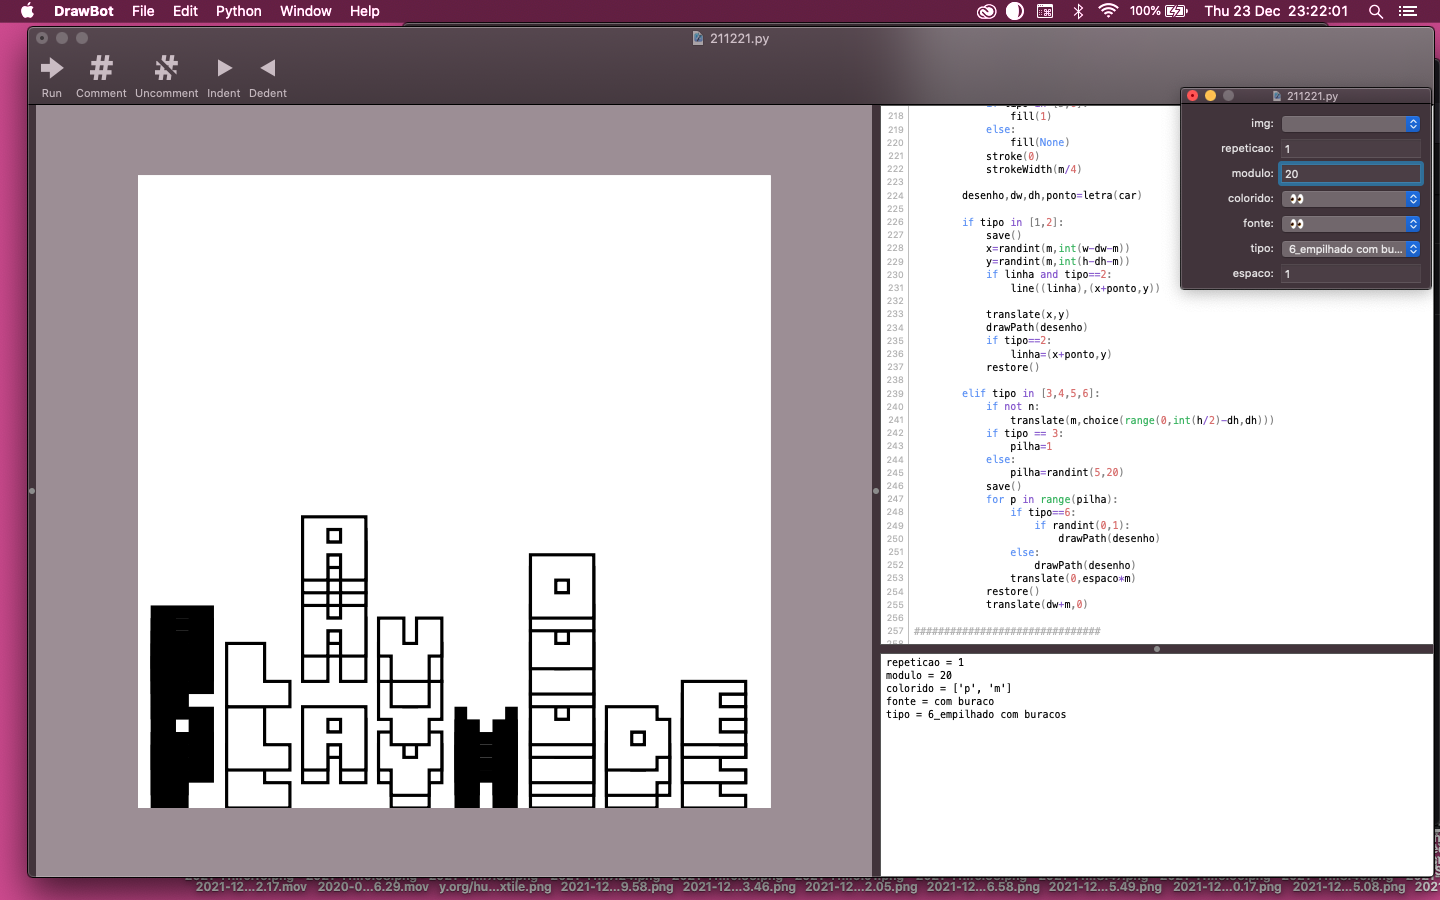 DrawBot File Edit Python Window Help 100% Thu 23 Dec 23:22:01
211221.py
Run Comment Uncomment Indent Dedent
211221.py
img:
repeticao: 1
modulo: 20
colorido: 👀
fonte: 👀
tipo: 6_empilhado com bu...
espaco: 1
218 fill(1)
219 else:
220 fill(None)
221 stroke(0)
222 strokeWidth(m/4)
223
224 desenho,dw,dh,ponto=letra(car)
225
226 if tipo in [1,2]:
227 save()
228 x=randint(m,int(w-dw-m))
229 y=randint(m,int(h-dh-m))
230 if linha and tipo==2:
231 line((linha),(x+ponto,y))
232
233 translate(x,y)
234 drawPath(desenho)
235 if tipo==2:
236 linha=(x+ponto,y)
237 restore()
238
239 elif tipo in [3,4,5,6]:
240 if not n:
241 translate(m,choice(range(0,int(h/2)-dh,dh)))
242 if tipo == 3:
243 pilha=1
244 else:
245 pilha=randint(5,20)
246 save()
247 for p in range(pilha):
248 if tipo==6:
249 if randint(0,1):
250 drawPath(desenho)
251 else:
252 drawPath(desenho)
253 translate(0,espaco*m)
254 restore()
255 translate(dw+m,0)
256
257 ###############################
repeticao = 1
modulo = 20
colorido = ['p', 'm']
fonte = com buraco
tipo = 6_empilhado com buracos
2021-12...2.17.mov 2020-0...6.29.mov y.org/hu...xtile.png 2021-12...9.58.png 2021-12...3.46.png 2021-12...2.05.png 2021-12...6.58.png 2021-12...5.49.png 2021-12...0.17.png 2021-12...5.08.png